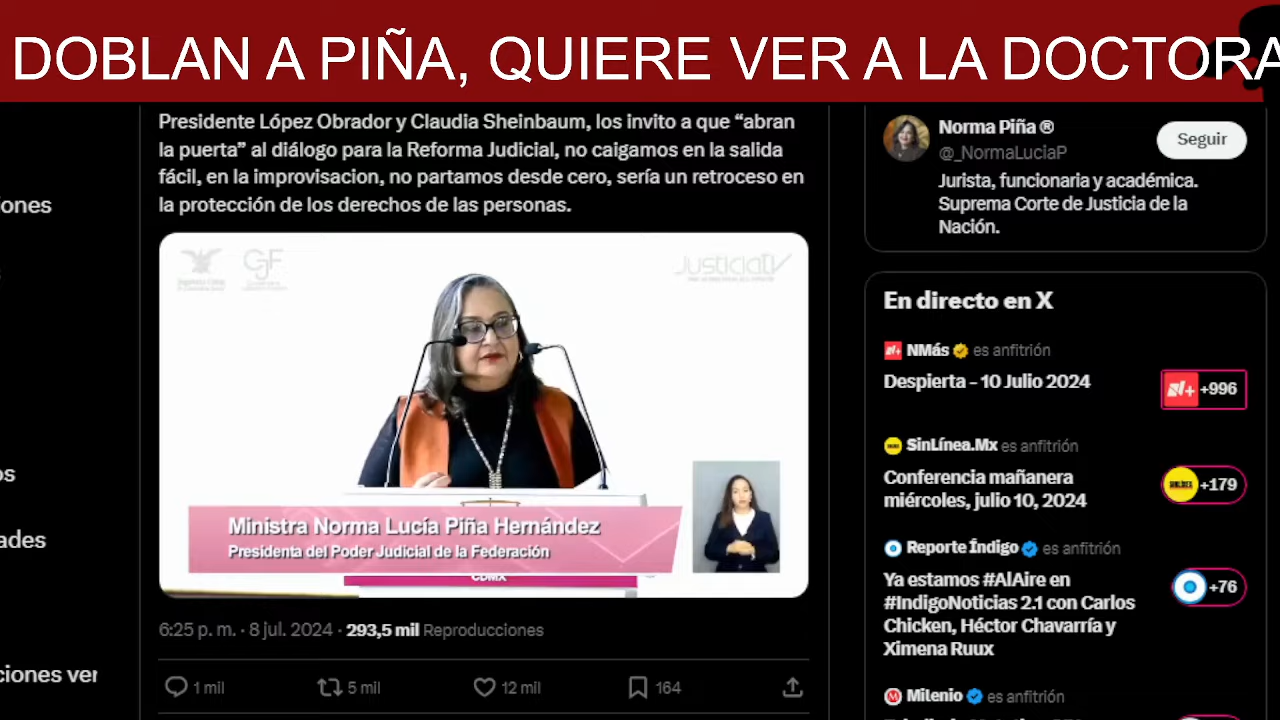 DOBLAN A PIÑA, QUIERE VER A LA DOCTORA
Presidente López Obrador y Claudia Sheinbaum, los invito a que “abran
la puerta” al diálogo para la Reforma Judicial, no caigamos en la salida
fácil, en la improvisacion, no partamos desde cero, sería un retroceso en
la protección de los derechos de las personas.
CJF
JusticiaTV
Ministra Norma Lucía Piña Hernández
Presidenta del Poder Judicial de la Federación
CDMX
6:25 p. m. · 8 jul. 2024 · 293,5 mil Reproducciones
1 mil
5 mil
12 mil
164
iones
os
ades
ciones ver
Norma Piña ®
@_NormaLuciaP
Seguir
Jurista, funcionaria y académica.
Suprema Corte de Justicia de la
Nación.
En directo en X
NMás es anfitrión
Despierta - 10 Julio 2024
N+ +996
SinLínea.Mx es anfitrión
Conferencia mañanera
miércoles, julio 10, 2024
+179
Reporte Índigo es anfitrión
Ya estamos #AlAire en
#IndigoNoticias 2.1 con Carlos
Chicken, Héctor Chavarría y
Ximena Ruux
+76
Milenio es anfitrión